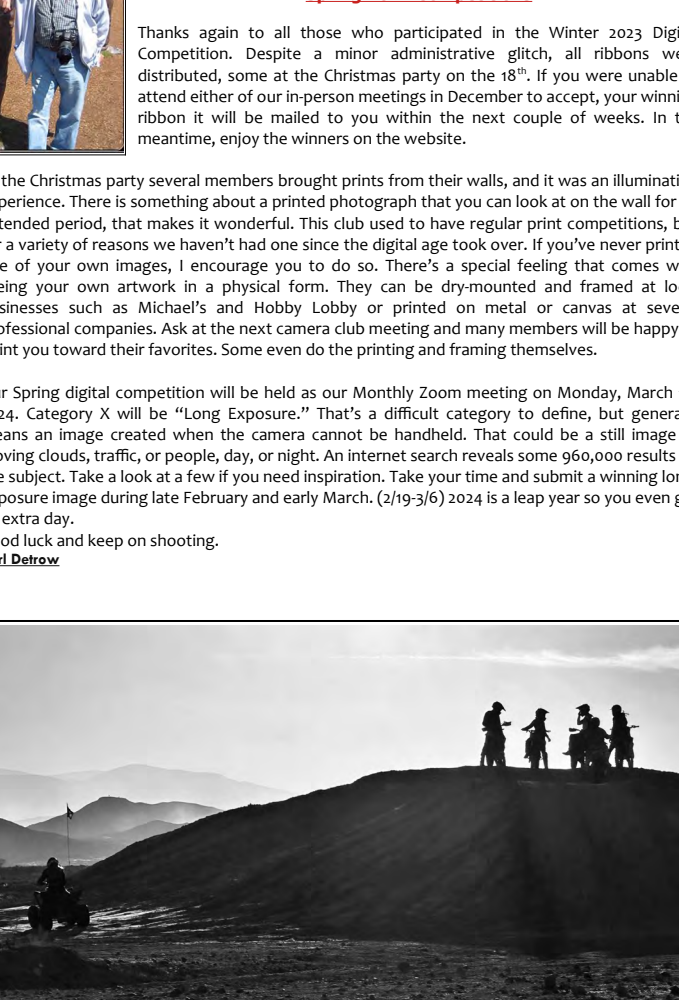 Thanks again to all those who participated in the Winter 2023 Digi
Competition. Despite a minor administrative glitch, all ribbons we
distributed, some at the Christmas party on the 18th. If you were unable
attend either of our in-person meetings in December to accept, your winni
ribbon it will be mailed to you within the next couple of weeks. In t
meantime, enjoy the winners on the website.
the Christmas party several members brought prints from their walls, and it was an illuminati
perience. There is something about a printed photograph that you can look at on the wall for
tended period, that makes it wonderful. This club used to have regular print competitions, b
r a variety of reasons we haven't had one since the digital age took over. If you've never print
e of your own images, I encourage you to do so. There's a special feeling that comes w
eing your own artwork in a physical form. They can be dry-mounted and framed at lo
sinesses such as Michael's and Hobby Lobby or printed on metal or canvas at seve
ofessional companies. Ask at the next camera club meeting and many members will be happy
int you toward their favorites. Some even do the printing and framing themselves.
r Spring digital competition will be held as our Monthly Zoom meeting on Monday, March
24. Category X will be “Long Exposure.” That's a difficult category to define, but genera
eans an image created when the camera cannot be handheld. That could be a still image
oving clouds, traffic, or people, day, or night. An internet search reveals some 960,000 results
e subject. Take a look at a few if you need inspiration. Take your time and submit a winning lon
posure image during late February and early March. (2/19-3/6) 2024 is a leap year so you even g
extra day.
od luck and keep on shooting.
rl Detrow